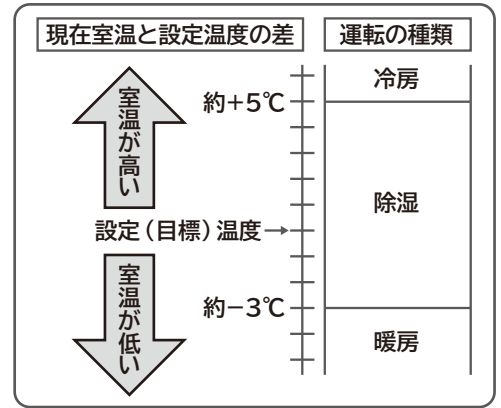 現在室温と設定温度の差
運転の種類
室温が高い
約+5℃
冷房
除湿
設定(目標)温度→
室温が低い
約−3℃
暖房